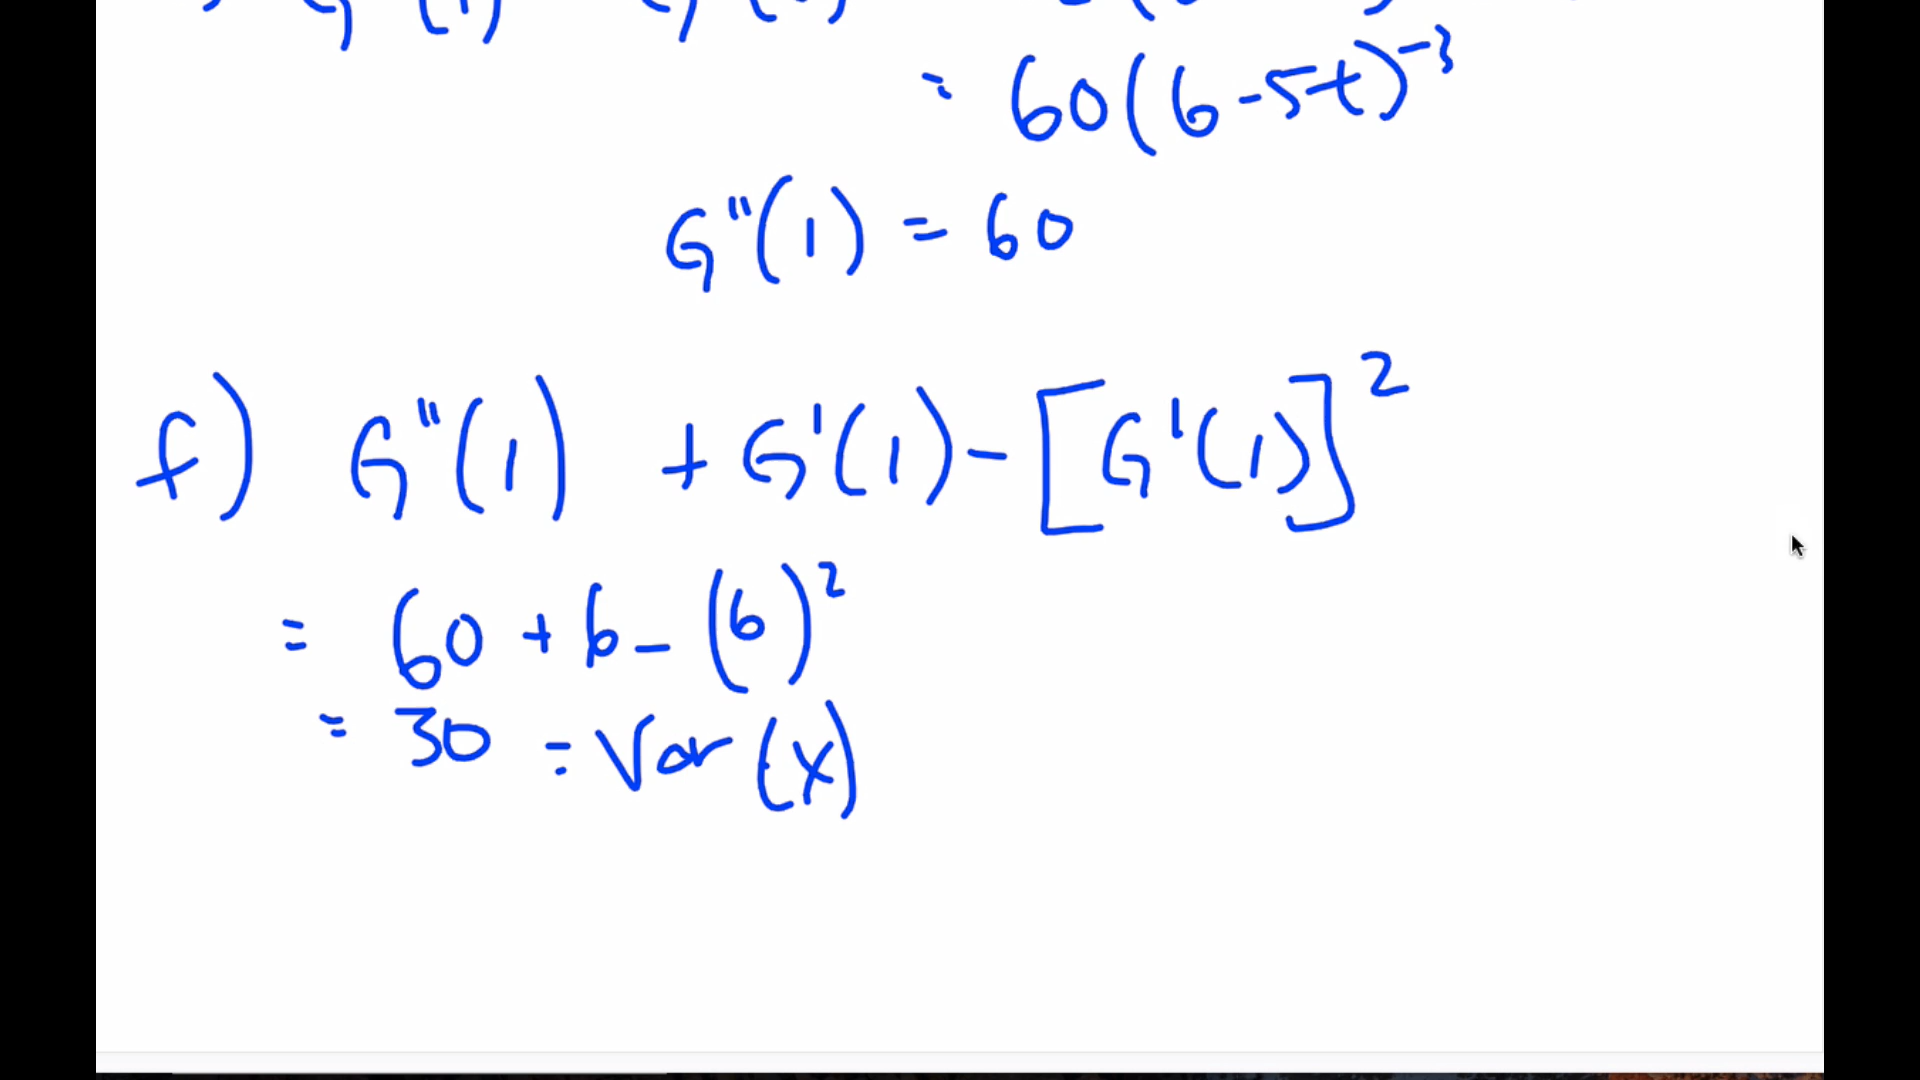 = 60(6-5t)^-3
G"(1) = 60
f) G"(1) + G'(1) - [G'(1)]^2
= 60 + 6 - (6)^2
= 30 = Var(X)